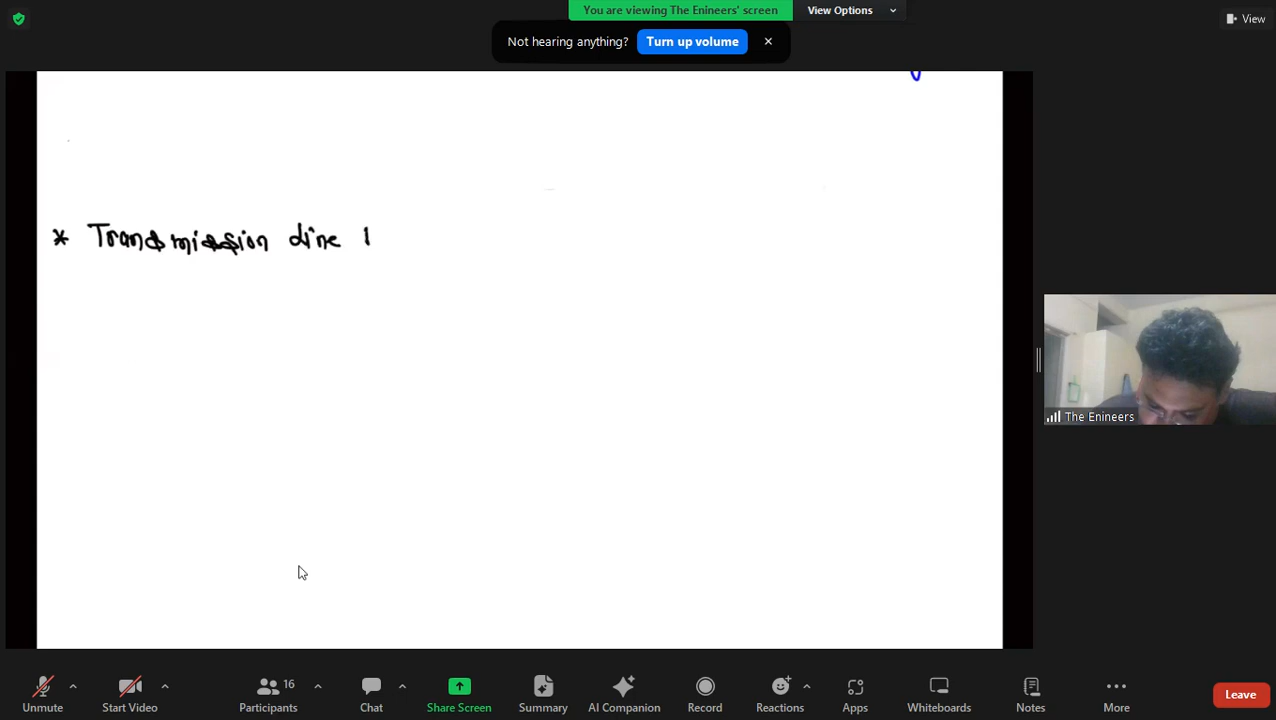 You are viewing The Enineers' screen
View Options
View
Not hearing anything?
Turn up volume
* Transmission line
The Enineers
Unmute
Start Video
Participants
16
Chat
Share Screen
Summary
AI Companion
Record
Reactions
Apps
Whiteboards
Notes
More
Leave